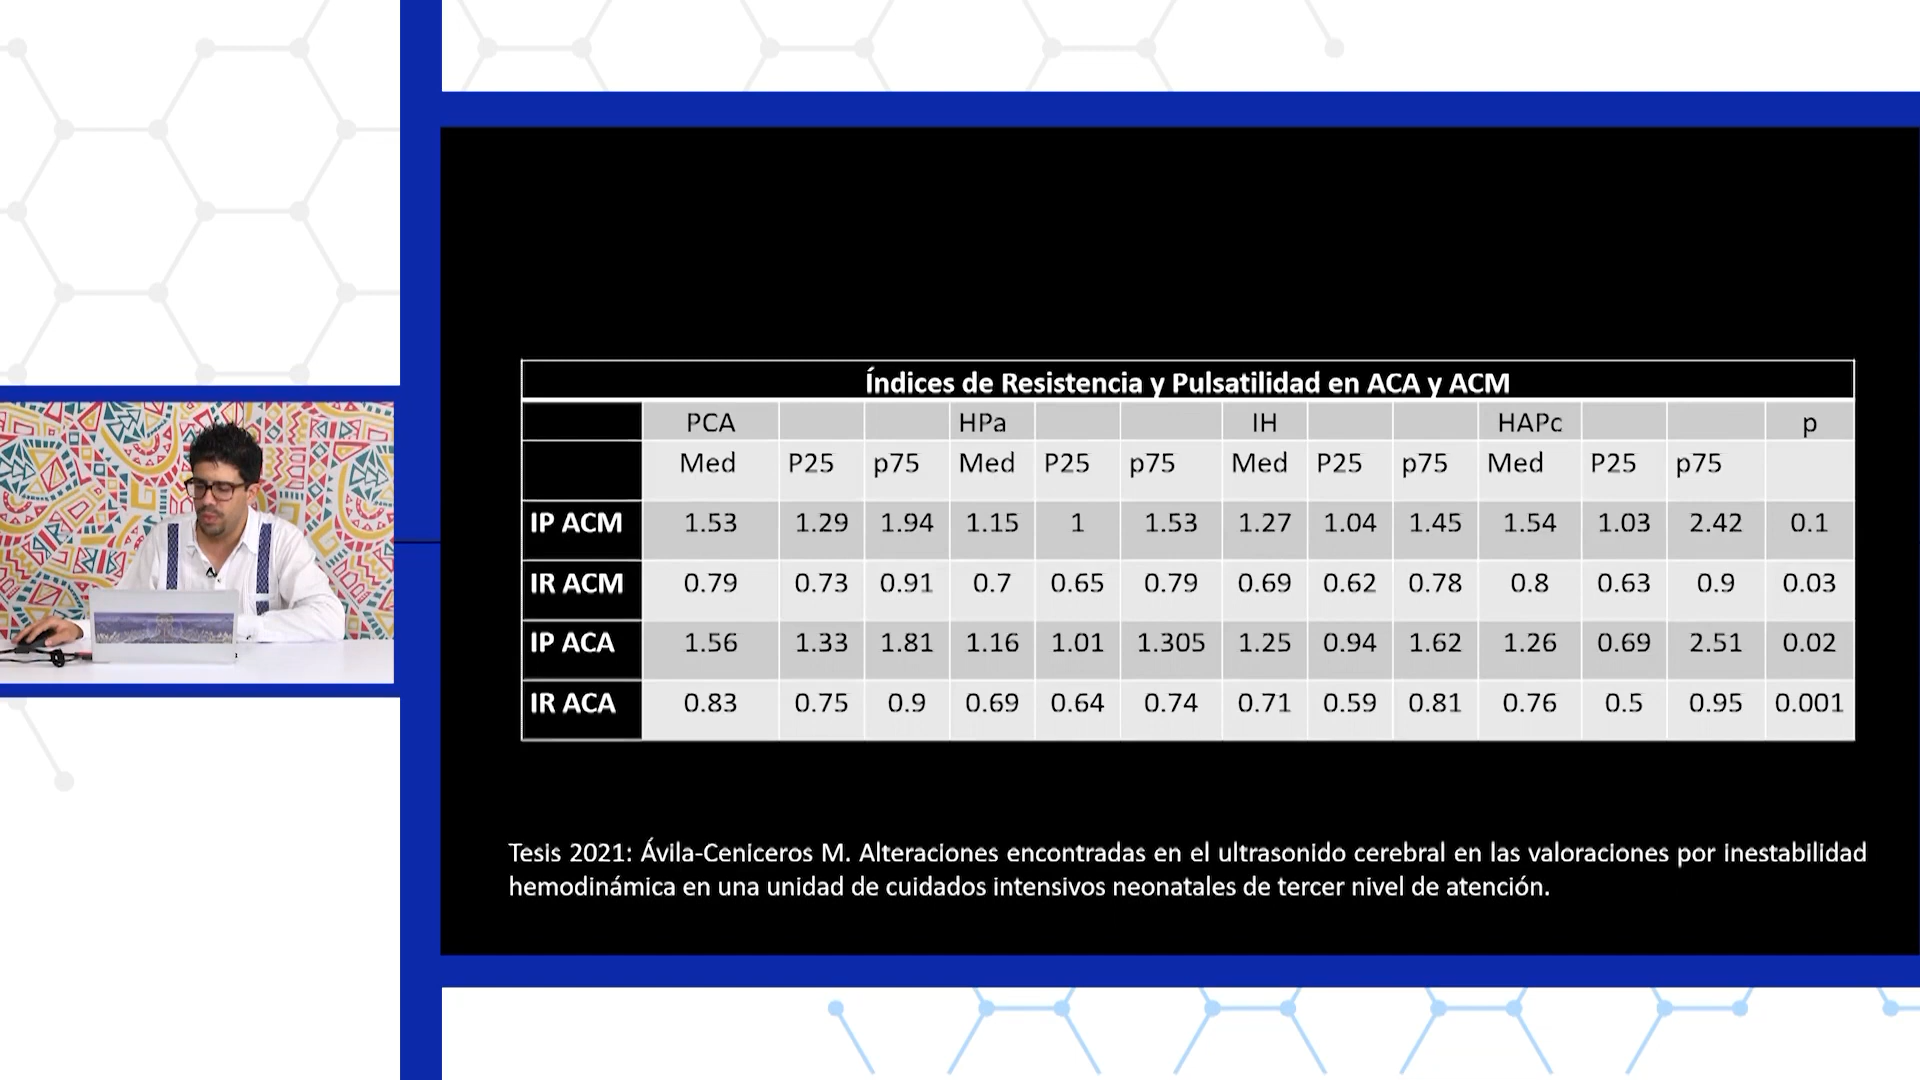 Índices de Resistencia y Pulsatilidad en ACA y ACM
PCA HPa IH HAPc p
Med P25 p75 Med P25 p75 Med P25 p75 Med P25 p75
IP ACM 1.53 1.29 1.94 1.15 1 1.53 1.27 1.04 1.45 1.54 1.03 2.42 0.1
IR ACM 0.79 0.73 0.91 0.7 0.65 0.79 0.69 0.62 0.78 0.8 0.63 0.9 0.03
IP ACA 1.56 1.33 1.81 1.16 1.01 1.305 1.25 0.94 1.62 1.26 0.69 2.51 0.02
IR ACA 0.83 0.75 0.9 0.69 0.64 0.74 0.71 0.59 0.81 0.76 0.5 0.95 0.001
Tesis 2021: Ávila-Ceniceros M. Alteraciones encontradas en el ultrasonido cerebral en las valoraciones por inestabilidad
hemodinámica en una unidad de cuidados intensivos neonatales de tercer nivel de atención.